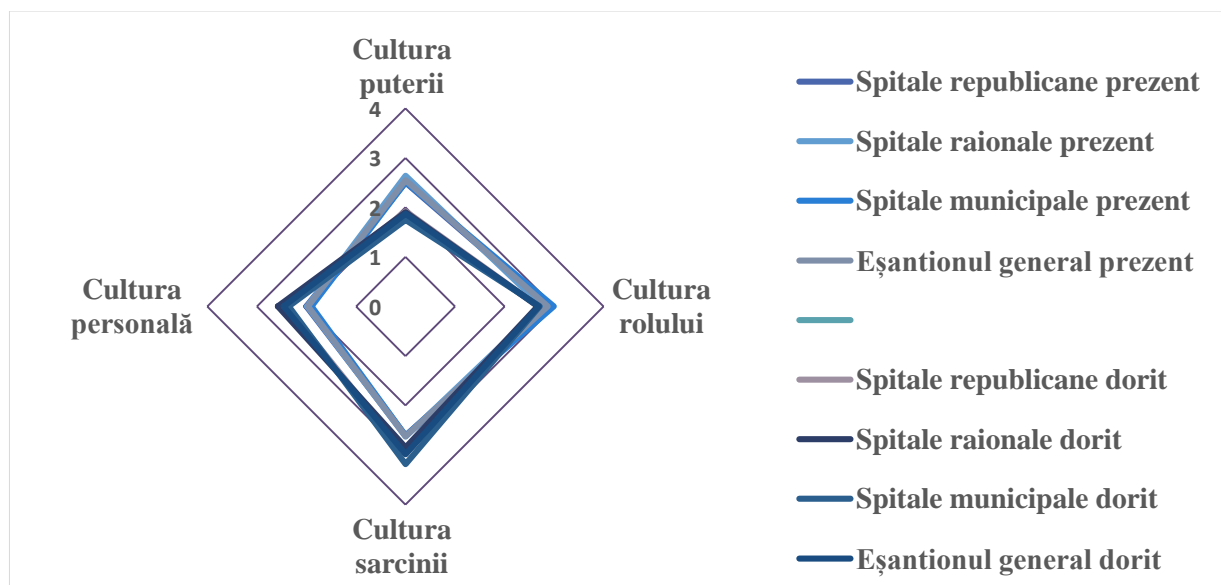 Cultura
puterii
4
3
2
1
0
Cultura
rolului
Cultura
sarcinii
Cultura
personală
Spitale republicane prezent
Spitale raionale prezent
Spitale municipale prezent
Eșantionul general prezent
Spitale republicane dorit
Spitale raionale dorit
Spitale municipale dorit
Eșantionul general dorit